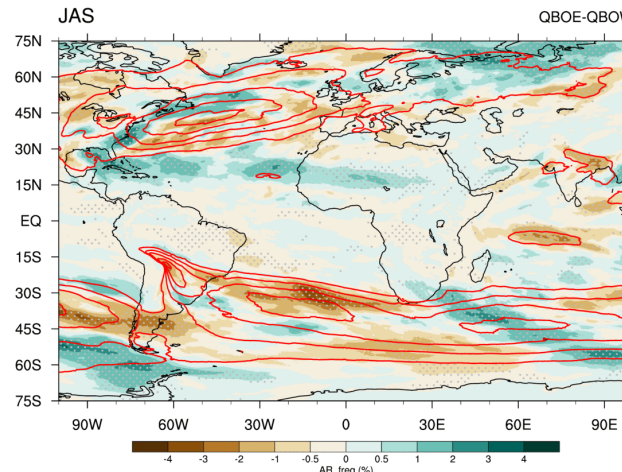 JAS
QBOE-QBOW
75N
60N
45N
30N
15N
EQ
15S
30S
45S
60S
75S
90W 60W 30W 0 30E 60E 90E
-4 -3 -2 -1 -0.5 0 0.5 1 2 3 4
AR freq (%)